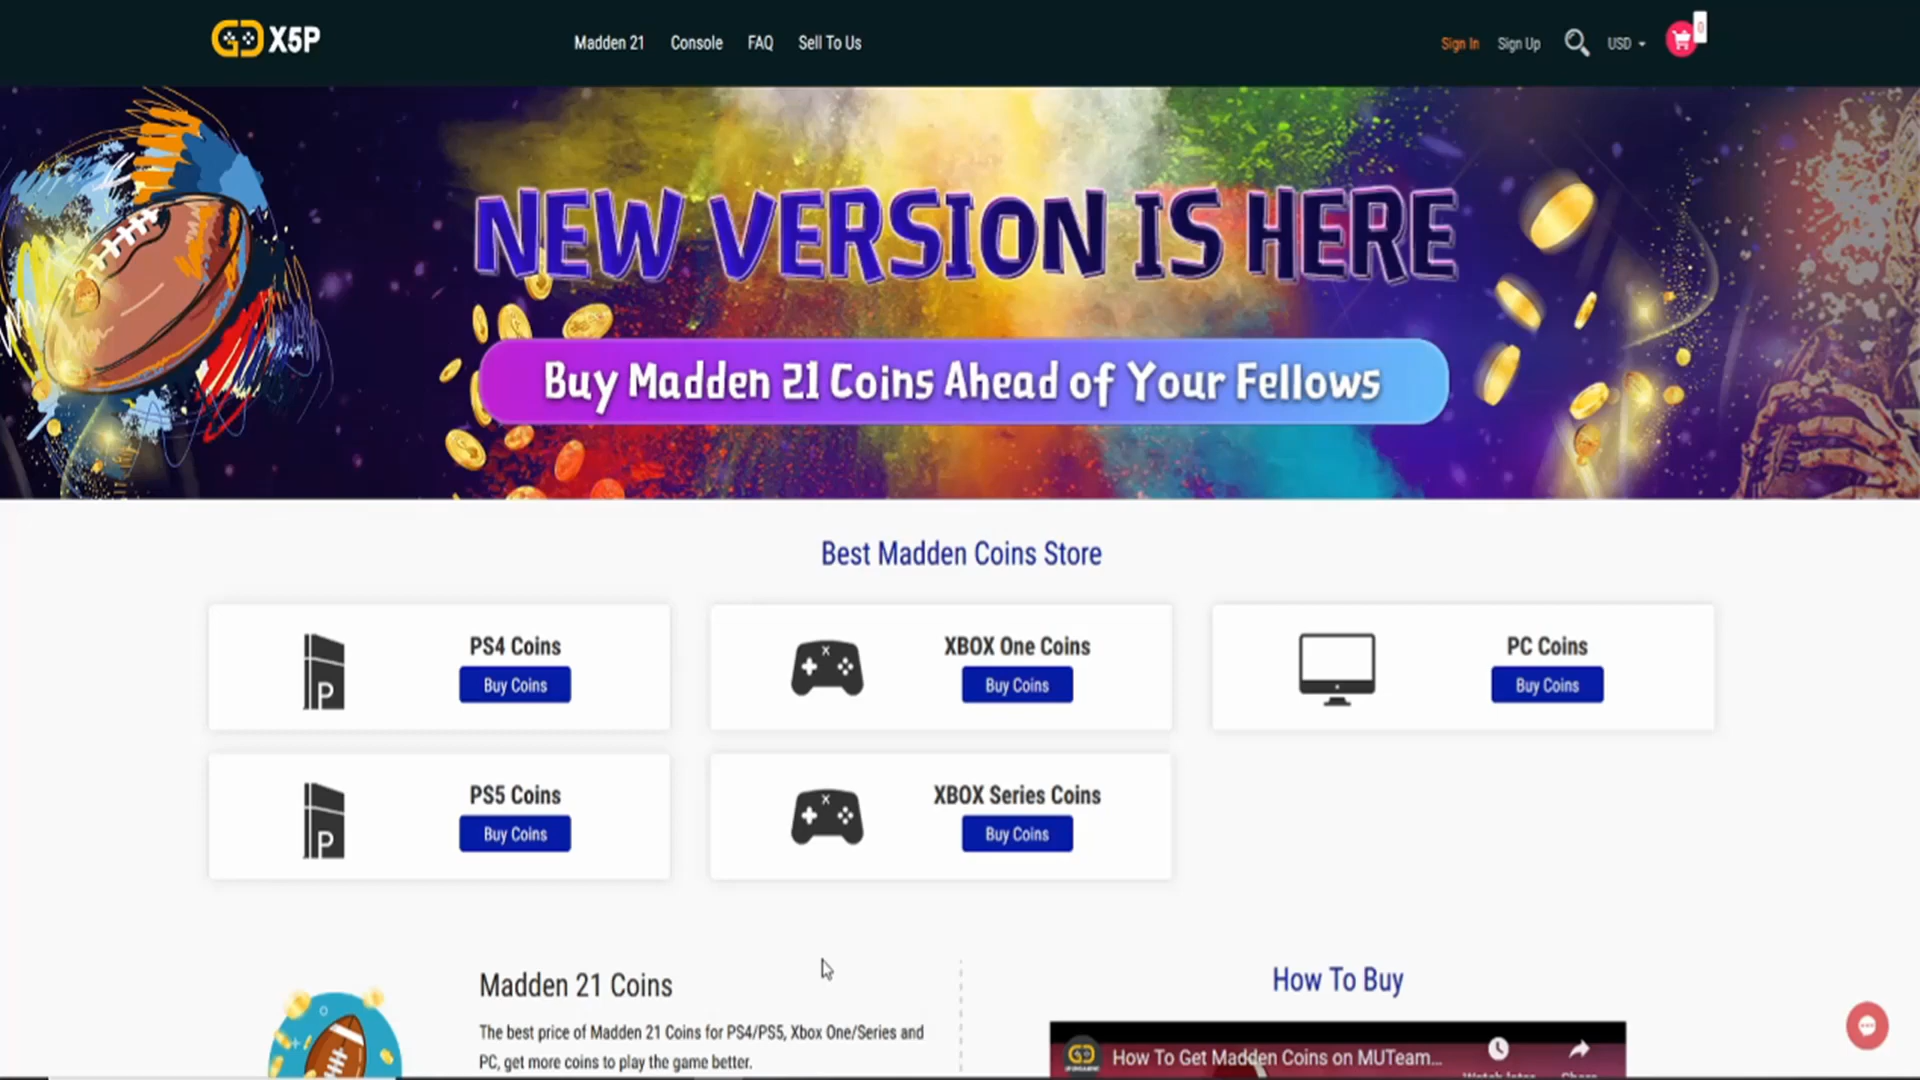 X5P
Madden 21 Console FAQ Sell To Us
Sign In Sign Up USD 0
NEW VERSION IS HERE
Buy Madden 21 Coins Ahead of Your Fellows
Best Madden Coins Store
PS4 Coins
Buy Coins
XBOX One Coins
Buy Coins
PC Coins
Buy Coins
PS5 Coins
Buy Coins
XBOX Series Coins
Buy Coins
Madden 21 Coins
The best price of Madden 21 Coins for PS4/PS5, Xbox One/Series and
PC, get more coins to play the game better.
How To Buy
How To Get Madden Coins on MUTeam...